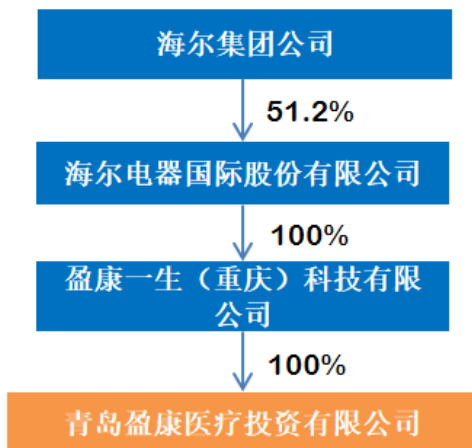 海尔集团公司
51.2%
海尔电器国际股份有限公司
100%
盈康一生（重庆）科技有限
公司
100%
青岛盈康医疗投资有限公司